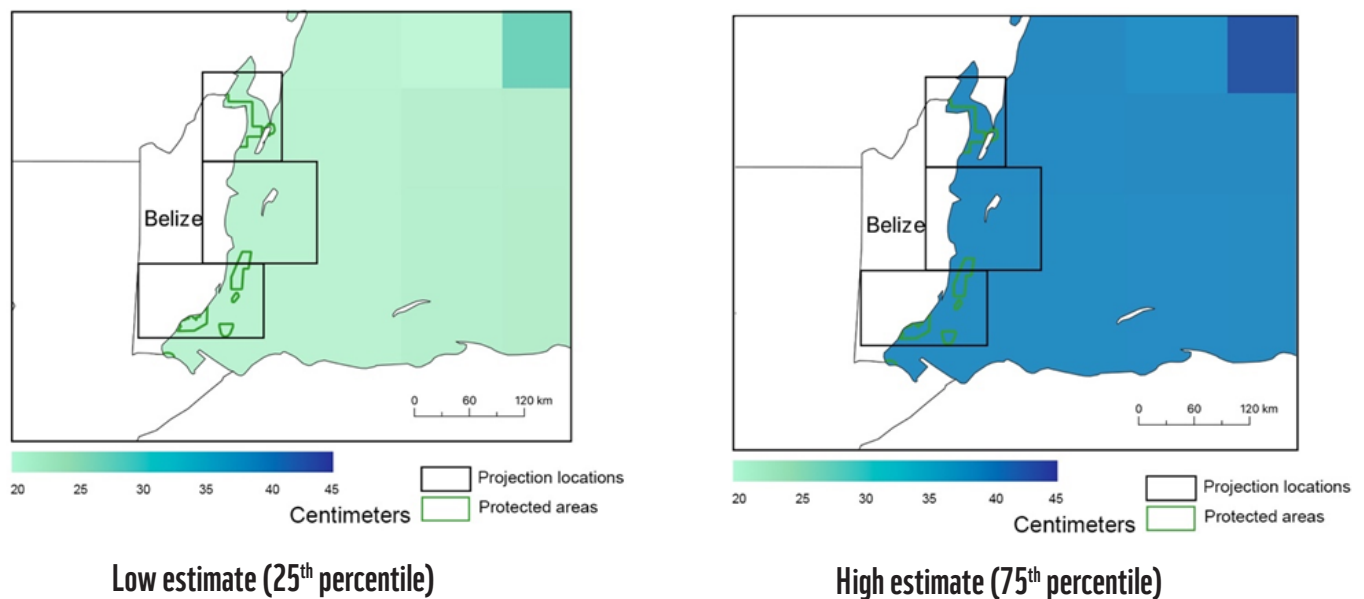 Belize
0 60 120 km
20 25 30 35 40 45
Centimeters
Projection locations
Protected areas
Low estimate (25th percentile)
Belize
0 60 120 km
20 25 30 35 40 45
Centimeters
Projection locations
Protected areas
High estimate (75th percentile)